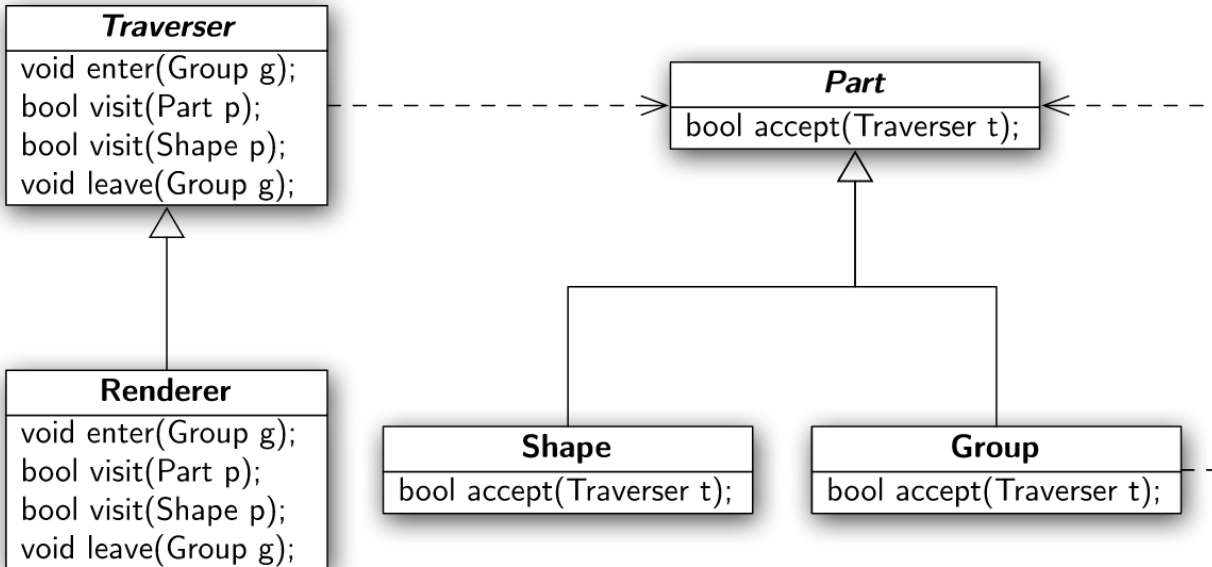 Traverser
void enter(Group g);
bool visit(Part p);
bool visit(Shape p);
void leave(Group g);
Part
bool accept(Traverser t);
Renderer
void enter(Group g);
bool visit(Part p);
bool visit(Shape p);
void leave(Group g);
Shape
bool accept(Traverser t);
Group
bool accept(Traverser t);